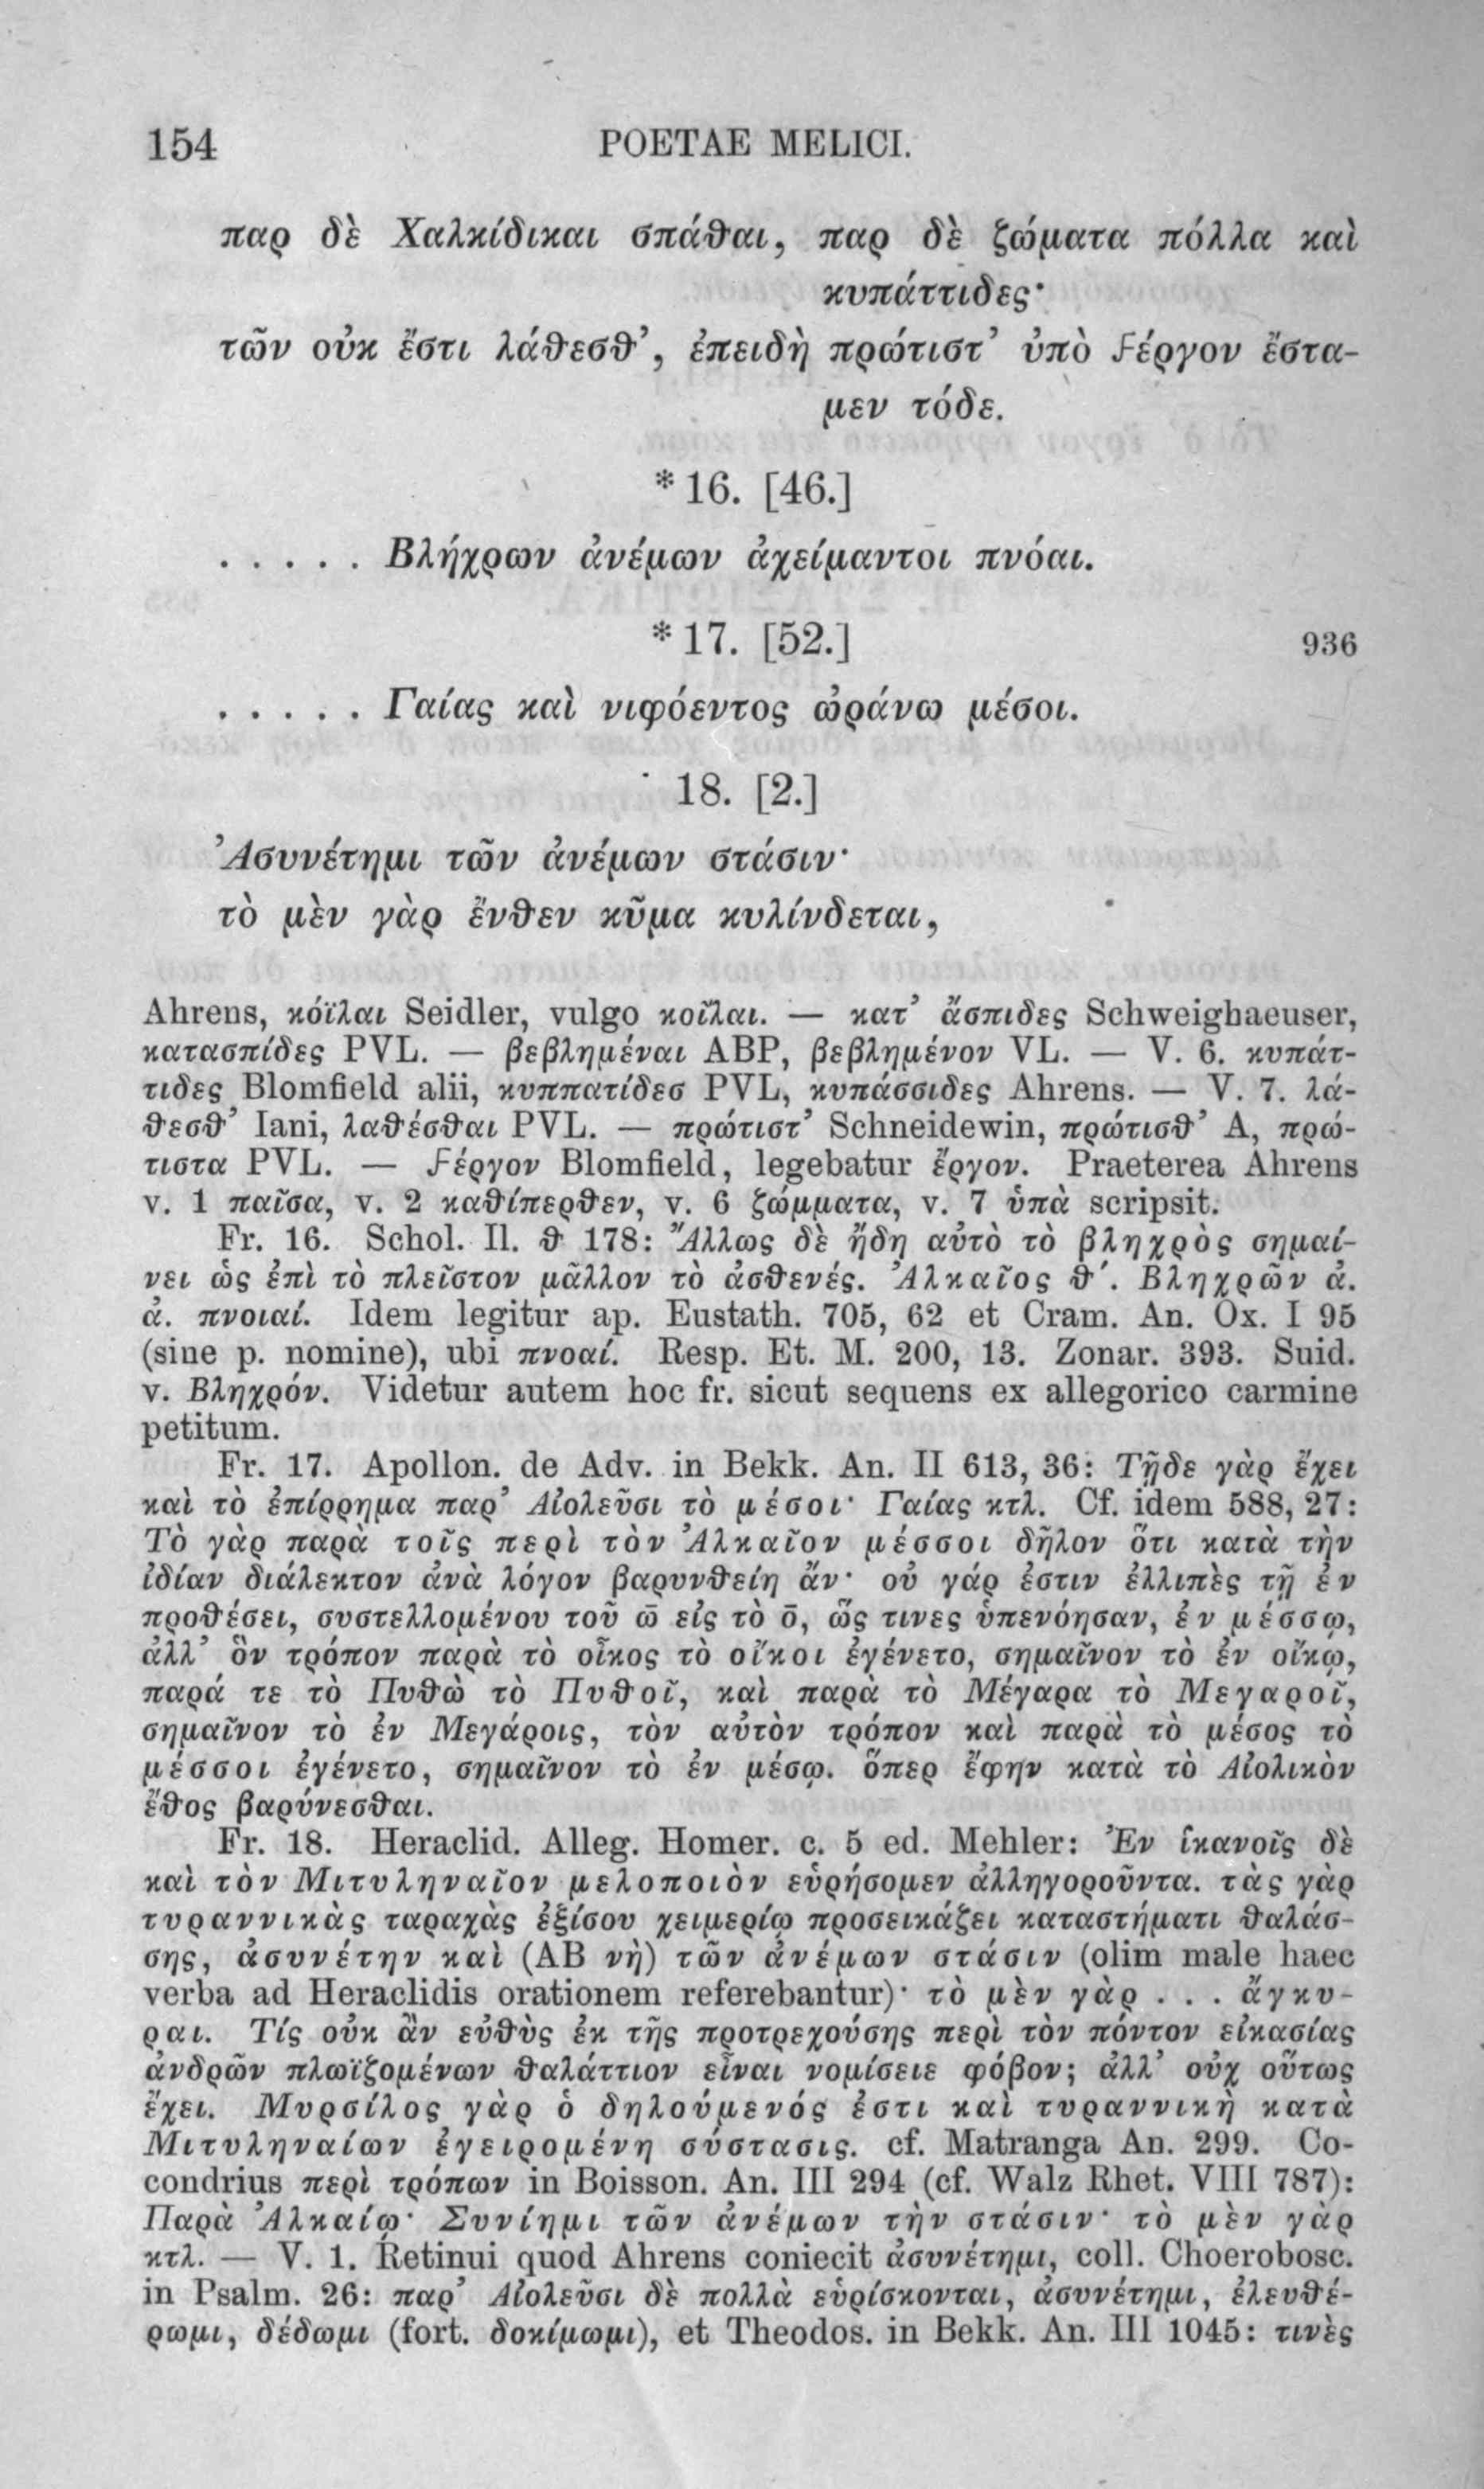 154
POETAE MELICI.
παρ δὲ Χαλκίδικαι σπάθαι, παρ δὲ ζώματα πόλλα καὶ
κυπάττιδες·
τῶν οὐκ ἔστι λάθεσθ’, ἐπειδὴ πρώτιστ’ ὐπὸ ϝέργον ἔστα-
μεν τόδε.
*16. [46.]
. . . . . Βλήχρων ἀνέμων ἀχείμαντοι πνόαι.
*17. [52.]
936
. . . . . Γαίας καὶ νιφόεντος ὠράνω μέσοι.
18. [2.]
Ἀσυνέτημι τῶν ἀνέμων στάσιν·
τὸ μὲν γὰρ ἔνθεν κῦμα κυλίνδεται,
Ahrens, κόϊλαι Seidler, vulgo κοῖλαι. — κατ’ ἄσπιδες Schweighaeuser,
κατασπίδες PVL. — βεβλημέναι ABP, βεβλημένον VL. — V. 6. κυπάτ-
τιδες Blomfield alii, κυππατίδεσ PVL, κυπάσσιδες Ahrens. — V. 7. λά-
θεσθ’ Iani, λαθέσθαι PVL. — πρώτιστ’ Schneidewin, πρώτισθ’ A, πρώ-
τιστα PVL. — ϝέργον Blomfield, legebatur ἔργον. Praeterea Ahrens
v. 1 παῖσα, v. 2 καθίπερθεν, v. 6 ζώμματα, v. 7 ὑπὰ scripsit.
Fr. 16. Schol. Il. θ 178: Ἄλλως δὲ ἤδη αὐτὸ τὸ βληχρὸς σημαί-
νει ὡς ἐπὶ τὸ πλεῖστον μᾶλλον τὸ ἀσθενές. Ἀλκαῖος θ΄. Βληχρῶν ἀ.
ἀ. πνοιαί. Idem legitur ap. Eustath. 705, 62 et Cram. An. Ox. I 95
(sine p. nomine), ubi πνοαί. Resp. Et. M. 200, 13. Zonar. 393. Suid.
v. Βληχρόν. Videtur autem hoc fr. sicut sequens ex allegorico carmine
petitum.
Fr. 17. Apollon. de Adv. in Bekk. An. II 613, 36: Τῇδε γὰρ ἔχει
καὶ τὸ ἐπίρρημα παρ’ Αἰολεῦσι τὸ μέσοι· Γαίας κτλ. Cf. idem 588, 27:
Τὸ γὰρ παρὰ τοῖς περὶ τὸν Ἀλκαῖον μέσσοι δῆλον ὅτι κατὰ τὴν
ἰδίαν διάλεκτον ἀνὰ λόγον βαρυνθείη ἄν· οὐ γάρ ἐστιν ἐλλιπὲς τῇ ἐν
προθέσει, συστελλομένου τοῦ ω̄ εἰς τὸ ο̄, ὥς τινες ὑπενόησαν, ἐν μέσσῳ,
ἀλλ’ ὃν τρόπον παρὰ τὸ οἶκος τὸ οἴκοι ἐγένετο, σημαῖνον τὸ ἐν οἴκῳ,
παρά τε τὸ Πυθὼ τὸ Πυθοῖ, καὶ παρὰ τὸ Μέγαρα τὸ Μεγαροῖ,
σημαῖνον τὸ ἐν Μεγάροις, τὸν αὐτὸν τρόπον καὶ παρὰ τὸ μέσος τὸ
μέσσοι ἐγένετο, σημαῖνον τὸ ἐν μέσῳ. ὅπερ ἔφην κατὰ τὸ Αἰολικὸν
ἔθος βαρύνεσθαι.
Fr. 18. Heraclid. Alleg. Homer. c. 5 ed. Mehler: Ἐν ἱκανοῖς δὲ
καὶ τὸν Μιτυληναῖον μελοποιὸν εὑρήσομεν ἀλληγοροῦντα. τὰς γὰρ
τυραννικὰς ταραχὰς ἐξίσου χειμερίῳ προσεικάζει καταστήματι θαλάσ-
σης, ἀσυνέτην καὶ (AB νὴ) τῶν ἀνέμων στάσιν (olim male haec
verba ad Heraclidis orationem referebantur)· τὸ μὲν γὰρ . . . ἄγκυ-
ραι. Τίς οὐκ ἂν εὐθὺς ἐκ τῆς προτρεχούσης περὶ τὸν πόντον εἰκασίας
ἀνδρῶν πλωϊζομένων θαλάττιον εἶναι νομίσειε φόβον; ἀλλ’ οὐχ οὕτως
ἔχει. Μυρσίλος γὰρ ὁ δηλούμενός ἐστι καὶ τυραννικὴ κατὰ
Μιτυληναίων ἐγειρομένη σύστασις. cf. Matranga An. 299. Co-
condrius περὶ τρόπων in Boisson. An. III 294 (cf. Walz Rhet. VIII 787):
Παρὰ Ἀλκαίῳ· Συνίημι τῶν ἀνέμων τὴν στάσιν· τὸ μὲν γὰρ
κτλ. — V. 1. Retinui quod Ahrens coniecit ἀσυνέτημι, coll. Choerobosc.
in Psalm. 26: παρ’ Αἰολεῦσι δὲ πολλὰ εὑρίσκονται, ἀσυνέτημι, ἐλευθέ-
ρωμι, δέδωμι (fort. δοκίμωμι), et Theodos. in Bekk. An. III 1045: τινὲς